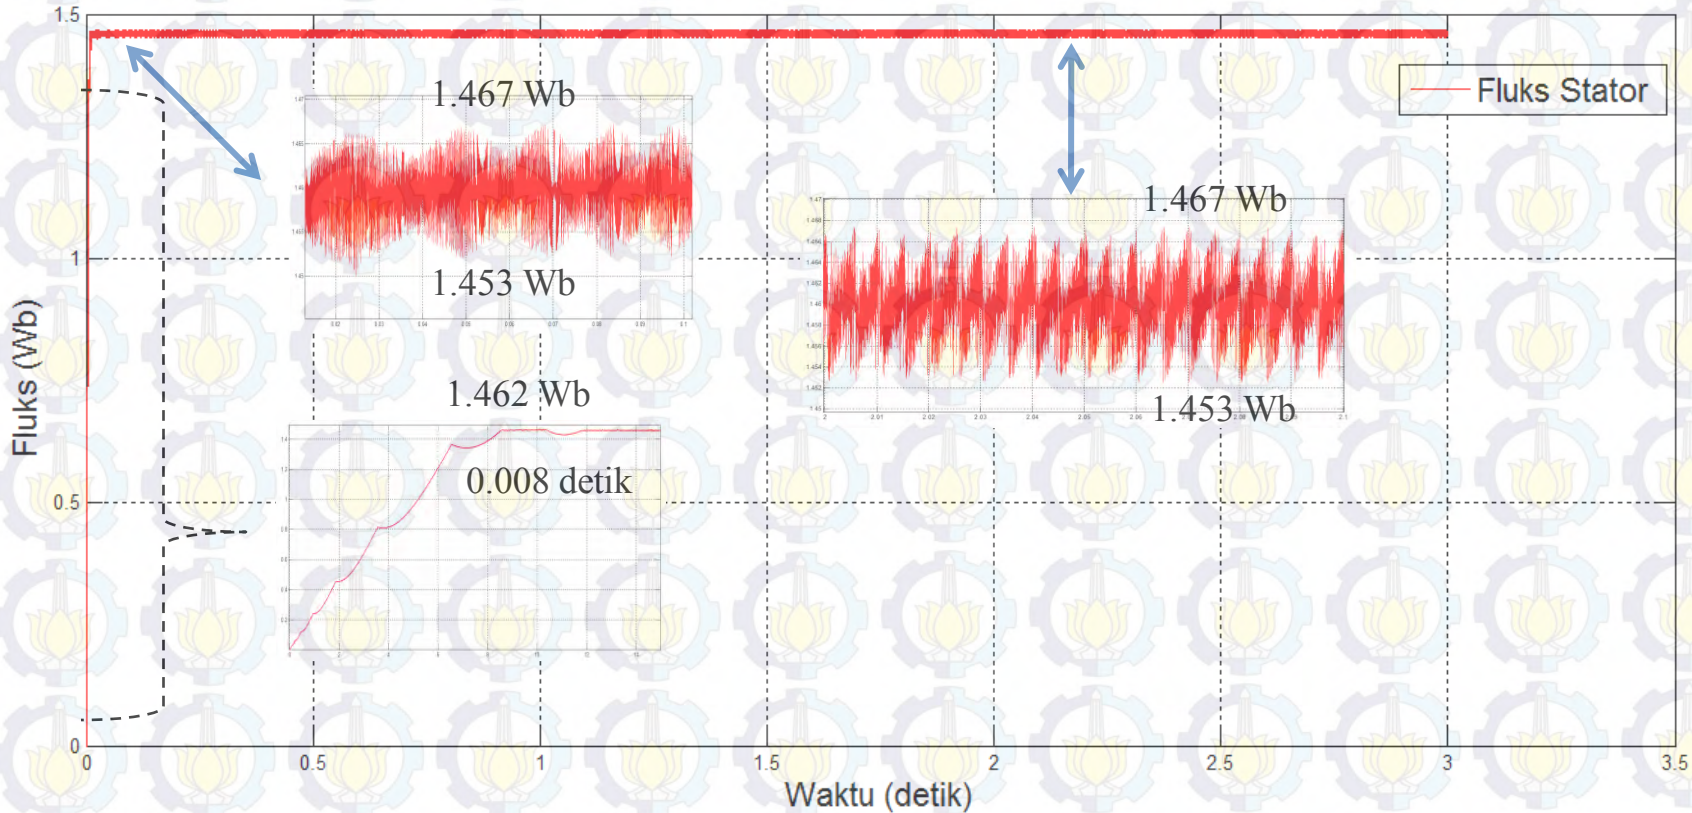 1.5
1
0.5
0
Fluks (Wb)
Fluks Stator
1.467 Wb
1.453 Wb
1.467 Wb
1.453 Wb
1.462 Wb
0.008 detik
0 0.5 1 1.5 2 2.5 3 3.5
Waktu (detik)